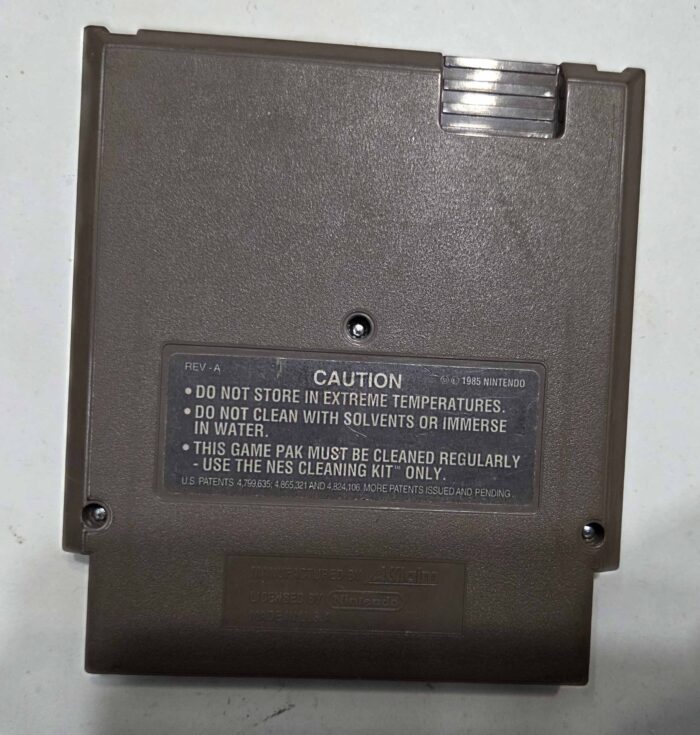 REV-A
CAUTION
Ⓜ © 1985 NINTENDO
• DO NOT STORE IN EXTREME TEMPERATURES.
• DO NOT CLEAN WITH SOLVENTS OR IMMERSE
IN WATER.
• THIS GAME PAK MUST BE CLEANED REGULARLY
- USE THE NES CLEANING KIT™ ONLY.
U.S. PATENTS 4,799,635; 4,865,321 AND 4,824,106. MORE PATENTS ISSUED AND PENDING.
MANUFACTURED BY AKklaim
LICENSED BY Nintendo